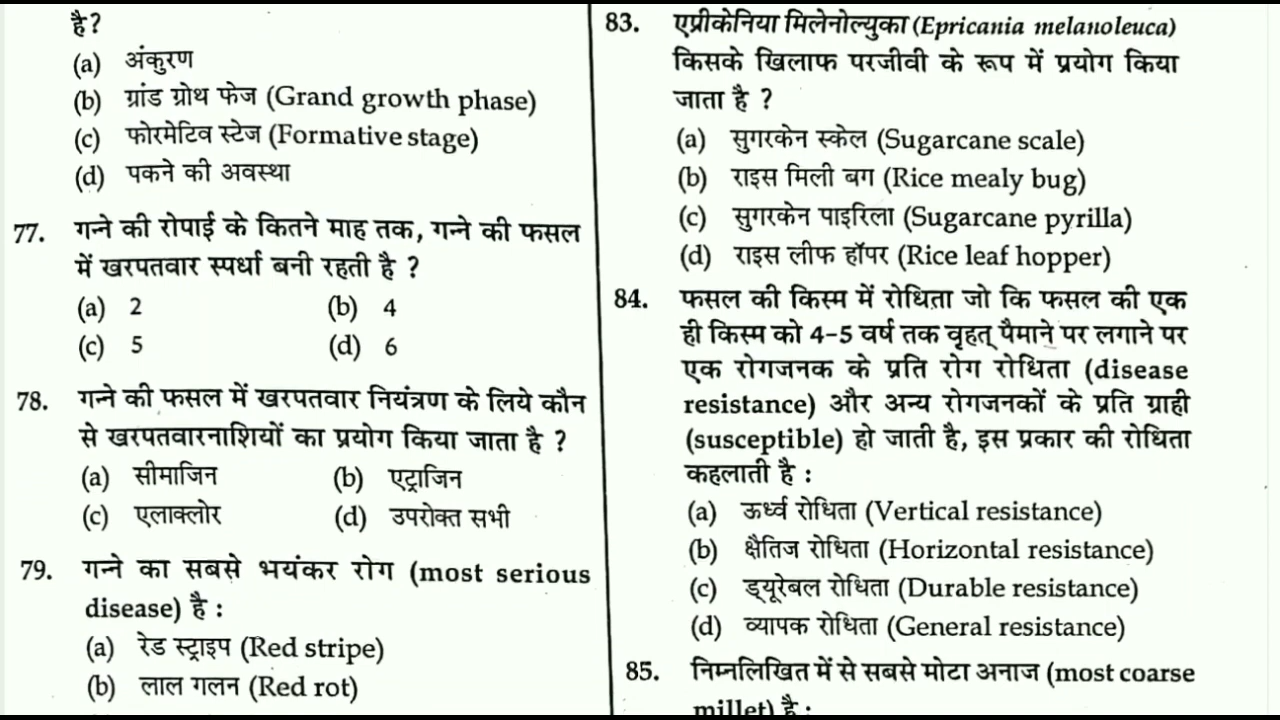 है?
(a) अंकुरण
(b) ग्रांड ग्रोथ फेज (Grand growth phase)
(c) फोरमेटिव स्टेज (Formative stage)
(d) पकने की अवस्था
77. गन्ने की रोपाई के कितने माह तक, गन्ने की फसल
में खरपतवार स्पर्धा बनी रहती है ?
(a) 2 (b) 4
(c) 5 (d) 6
78. गन्ने की फसल में खरपतवार नियंत्रण के लिये कौन
से खरपतवारनाशियों का प्रयोग किया जाता है ?
(a) सीमाजिन (b) एट्राजिन
(c) एलाक्लोर (d) उपरोक्त सभी
79. गन्ने का सबसे भयंकर रोग (most serious
disease) है :
(a) रेड स्ट्राइप (Red stripe)
(b) लाल गलन (Red rot)
83. एप्रीकेनिया मिलेनोल्युका (Epricania melanoleuca)
किसके खिलाफ परजीवी के रूप में प्रयोग किया
जाता है ?
(a) सुगरकेन स्केल (Sugarcane scale)
(b) राइस मिली बग (Rice mealy bug)
(c) सुगरकेन पाइरिला (Sugarcane pyrilla)
(d) राइस लीफ हॉपर (Rice leaf hopper)
84. फसल की किस्म में रोधिता जो कि फसल की एक
ही किस्म को 4-5 वर्ष तक वृहत् पैमाने पर लगाने पर
एक रोगजनक के प्रति रोग रोधिता (disease
resistance) और अन्य रोगजनकों के प्रति ग्राही
(susceptible) हो जाती है, इस प्रकार की रोधिता
कहलाती है :
(a) ऊर्ध्व रोधिता (Vertical resistance)
(b) क्षैतिज रोधिता (Horizontal resistance)
(c) ड्यूरेबल रोधिता (Durable resistance)
(d) व्यापक रोधिता (General resistance)
85. निम्नलिखित में से सबसे मोटा अनाज (most coarse
millet) है :